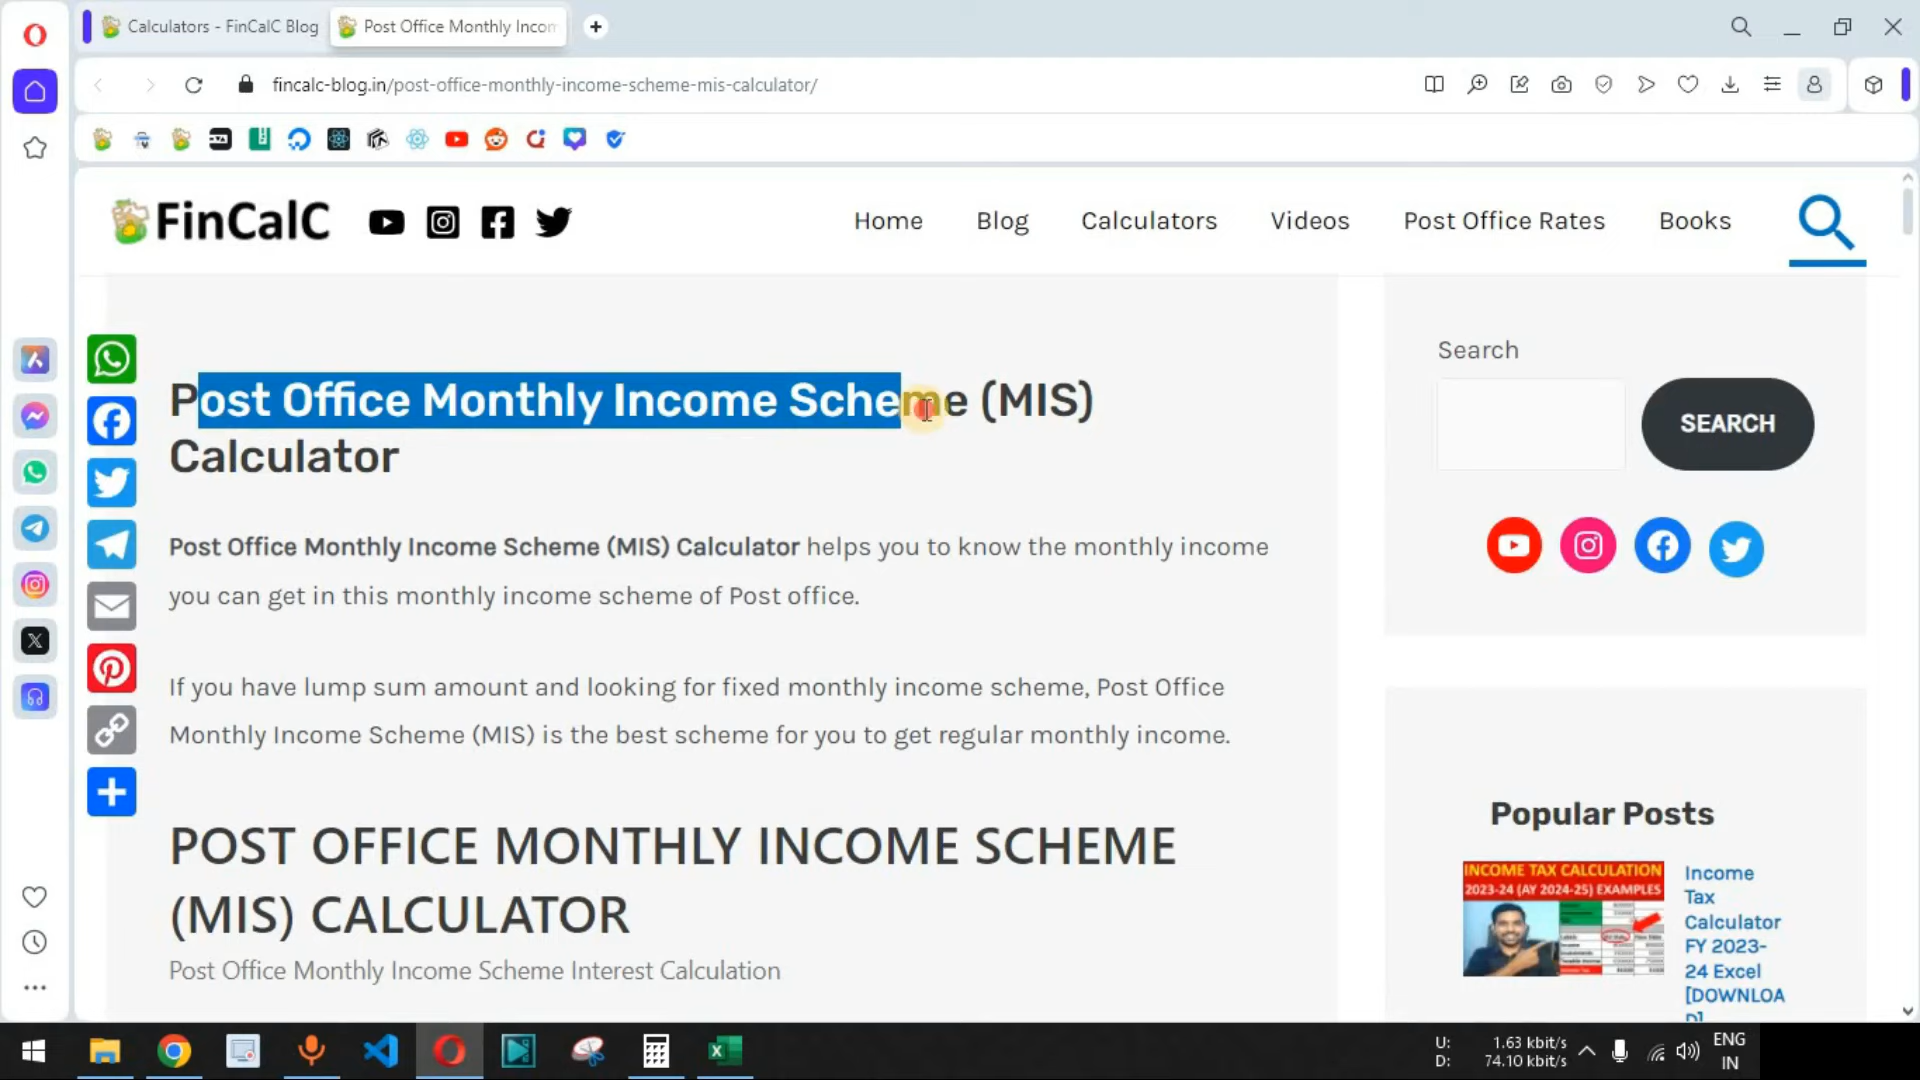 Calculators - FinCalC Blog
Post Office Monthly Incom
fincalc-blog.in/post-office-monthly-income-scheme-mis-calculator/
FinCalC
Home
Blog
Calculators
Videos
Post Office Rates
Books
Post Office Monthly Income Scheme (MIS)
Calculator
Post Office Monthly Income Scheme (MIS) Calculator helps you to know the monthly income
you can get in this monthly income scheme of Post office.
If you have lump sum amount and looking for fixed monthly income scheme, Post Office
Monthly Income Scheme (MIS) is the best scheme for you to get regular monthly income.
POST OFFICE MONTHLY INCOME SCHEME
(MIS) CALCULATOR
Post Office Monthly Income Scheme Interest Calculation
Search
SEARCH
Popular Posts
INCOME TAX CALCULATION
2023-24 (AY 2024-25) EXAMPLES
Income
Tax
Calculator
FY 2023-
24 Excel
[DOWNLOA
D]
U: 1.63 kbit/s
D: 74.10 kbit/s
ENG
IN